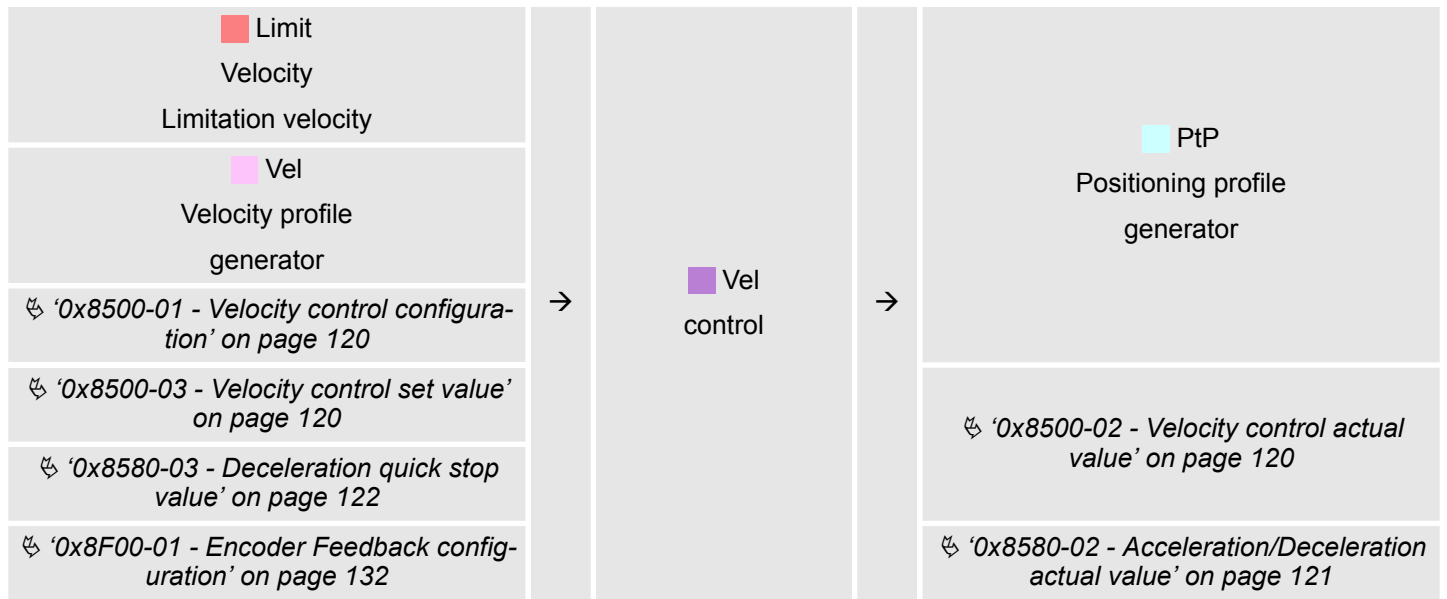 Limit
Velocity
Limitation velocity
Vel
Velocity profile
generator
'0x8500-01 - Velocity control configura-
tion' on page 120
'0x8500-03 - Velocity control set value'
on page 120
'0x8580-03 - Deceleration quick stop
value' on page 122
'0x8F00-01 - Encoder Feedback config-
uration' on page 132
→
Vel
control
→
PtP
Positioning profile
generator
'0x8500-02 - Velocity control actual
value' on page 120
'0x8580-02 - Acceleration/Deceleration
actual value' on page 121